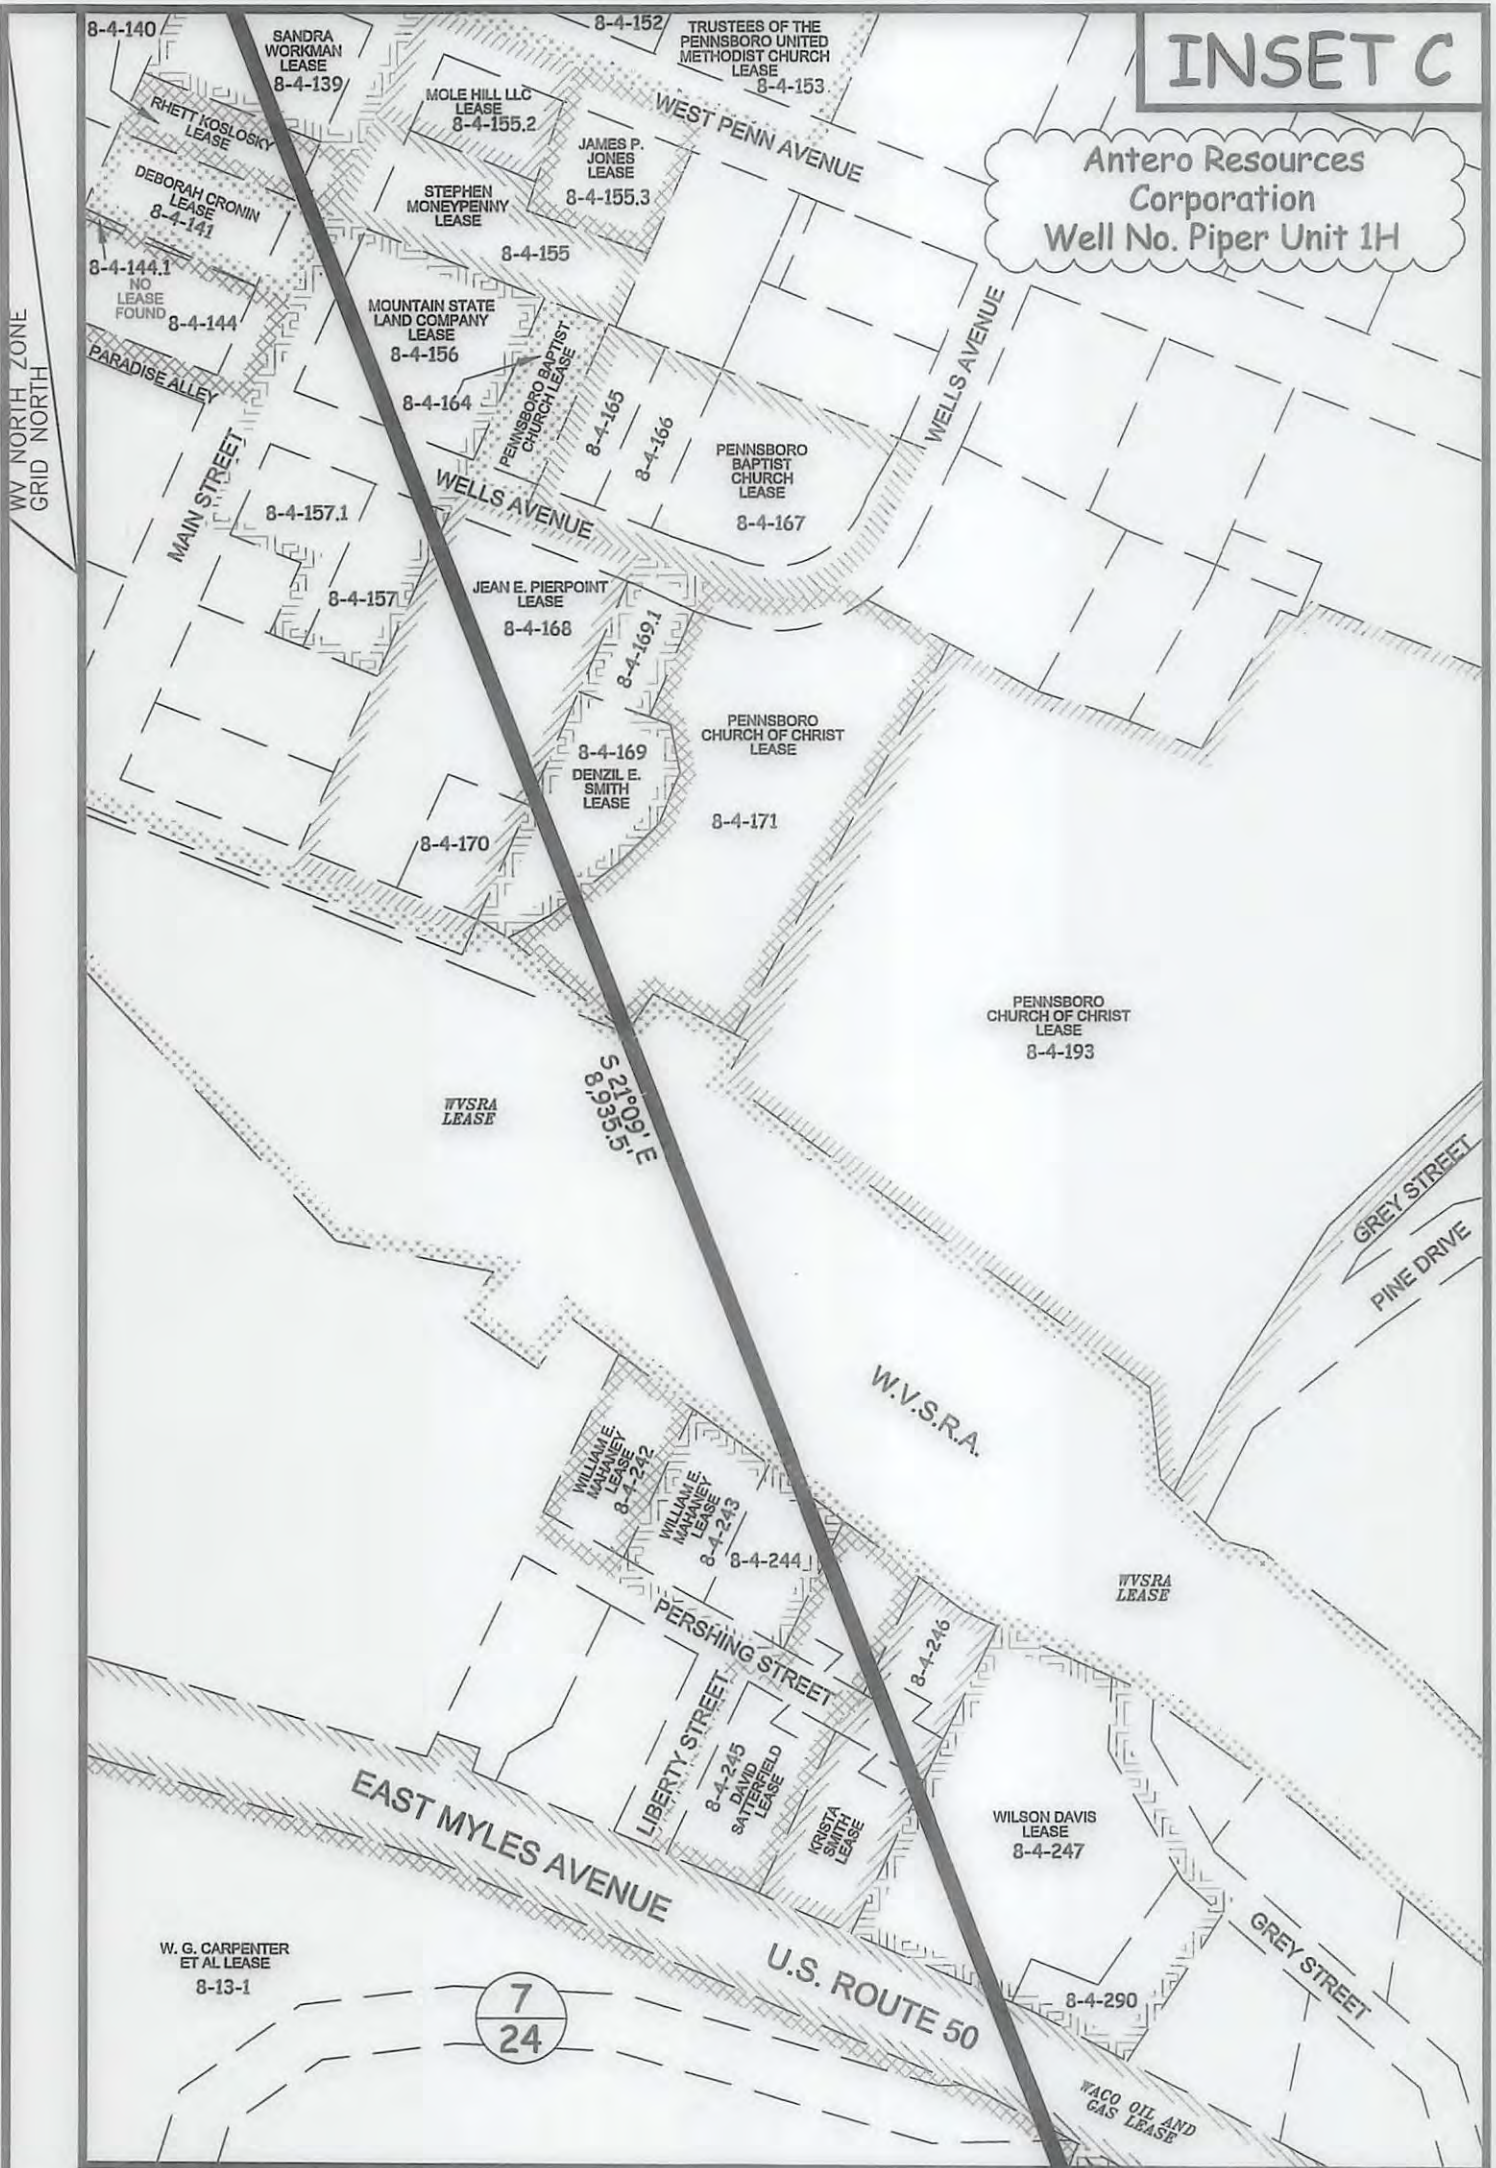 INSET C
Antero Resources
Corporation
Well No. Piper Unit 1H
WV NORTH ZONE
GRID NORTH
8-4-140
SANDRA
WORKMAN
LEASE
8-4-139
8-4-152
TRUSTEES OF THE
PENNSBORO UNITED
METHODIST CHURCH
LEASE
8-4-153
RHETT KOSLOSKY
LEASE
MOLE HILL LLC
LEASE
8-4-155.2
WEST PENN AVENUE
JAMES P.
JONES
LEASE
8-4-155.3
DEBORAH CRONIN
LEASE
8-4-141
STEPHEN
MONEYPENNY
LEASE
8-4-155
8-4-144.1
NO
LEASE
FOUND
8-4-144
MOUNTAIN STATE
LAND COMPANY
LEASE
8-4-156
PARADISE ALLEY
8-4-164
PENNSBORO BAPTIST
CHURCH LEASE
8-4-165
8-4-166
WELLS AVENUE
PENNSBORO
BAPTIST
CHURCH
LEASE
8-4-167
MAIN STREET
WELLS AVENUE
8-4-157.1
8-4-157
JEAN E. PIERPOINT
LEASE
8-4-168
8-4-169.1
8-4-169
DENZIL E.
SMITH
LEASE
PENNSBORO
CHURCH OF CHRIST
LEASE
8-4-171
8-4-170
PENNSBORO
CHURCH OF CHRIST
LEASE
8-4-193
S 21°09' E
8,935.5'
WVSRA
LEASE
GREY STREET
PINE DRIVE
W.V.S.R.A.
WILLIAM E.
MAHANEY
LEASE
8-4-242
WILLIAM E.
MAHANEY
LEASE
8-4-243
8-4-244
WVSRA
LEASE
PERSHING STREET
8-4-246
LIBERTY STREET
8-4-245
DAVID
SATTERFIELD
LEASE
KRISTA
SMITH
LEASE
WILSON DAVIS
LEASE
8-4-247
EAST MYLES AVENUE
U.S. ROUTE 50
GREY STREET
8-4-290
W. G. CARPENTER
ET AL LEASE
8-13-1
7
24
WACO OIL AND
GAS LEASE